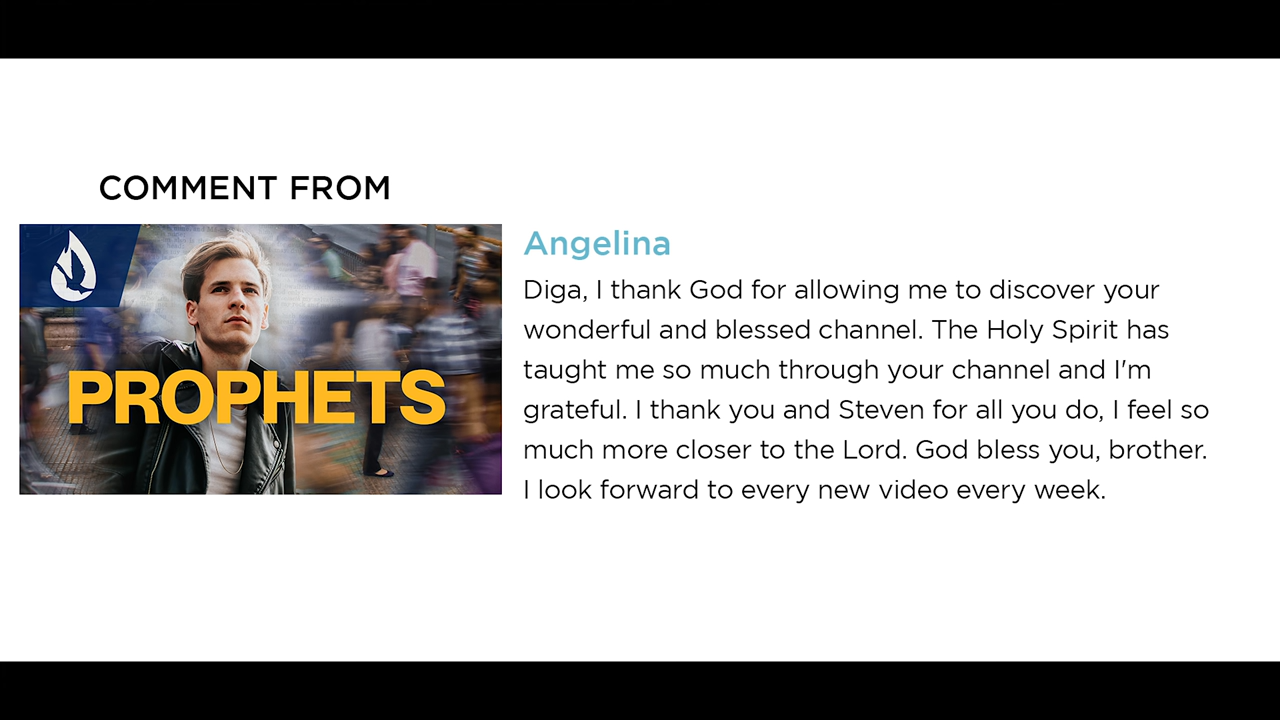 COMMENT FROM
PROPHETS
Angelina
Diga, I thank God for allowing me to discover your
wonderful and blessed channel. The Holy Spirit has
taught me so much through your channel and I'm
grateful. I thank you and Steven for all you do, I feel so
much more closer to the Lord. God bless you, brother.
I look forward to every new video every week.